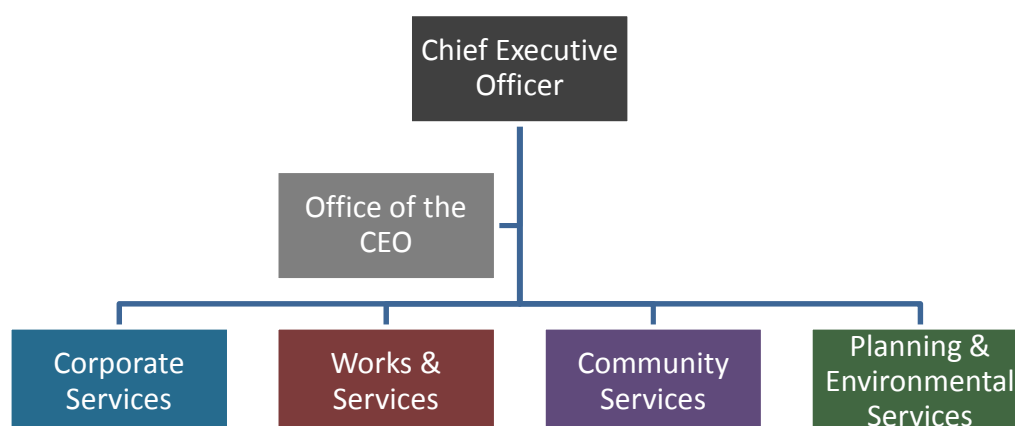 Chief Executive
Officer
Office of the
CEO
Corporate
Services
Works &
Services
Community
Services
Planning &
Environmental
Services